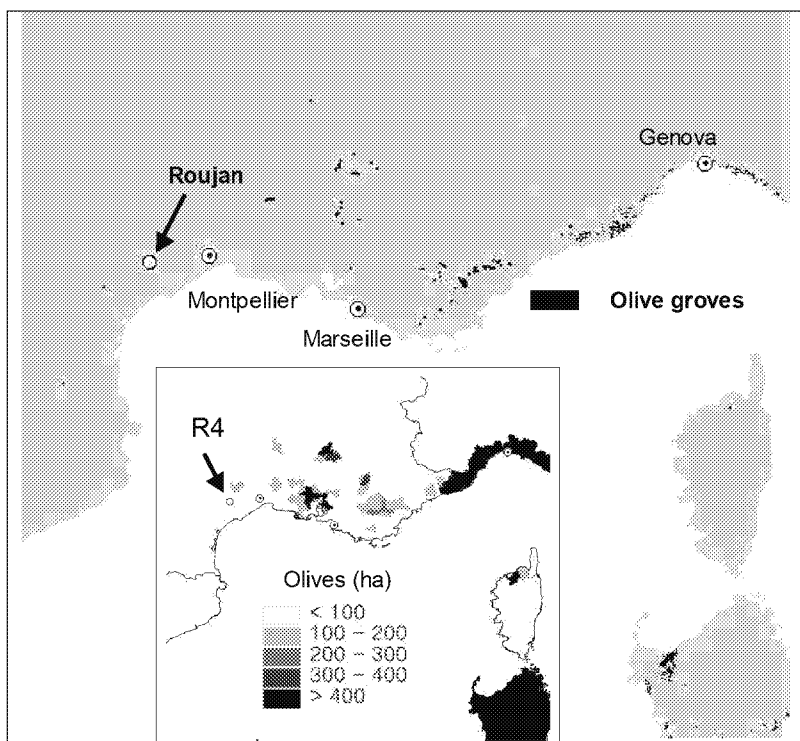 Genova
Roujan
Montpellier
Olive groves
Marseille
R4
Olives (ha)
< 100
100 – 200
200 – 300
300 – 400
> 400